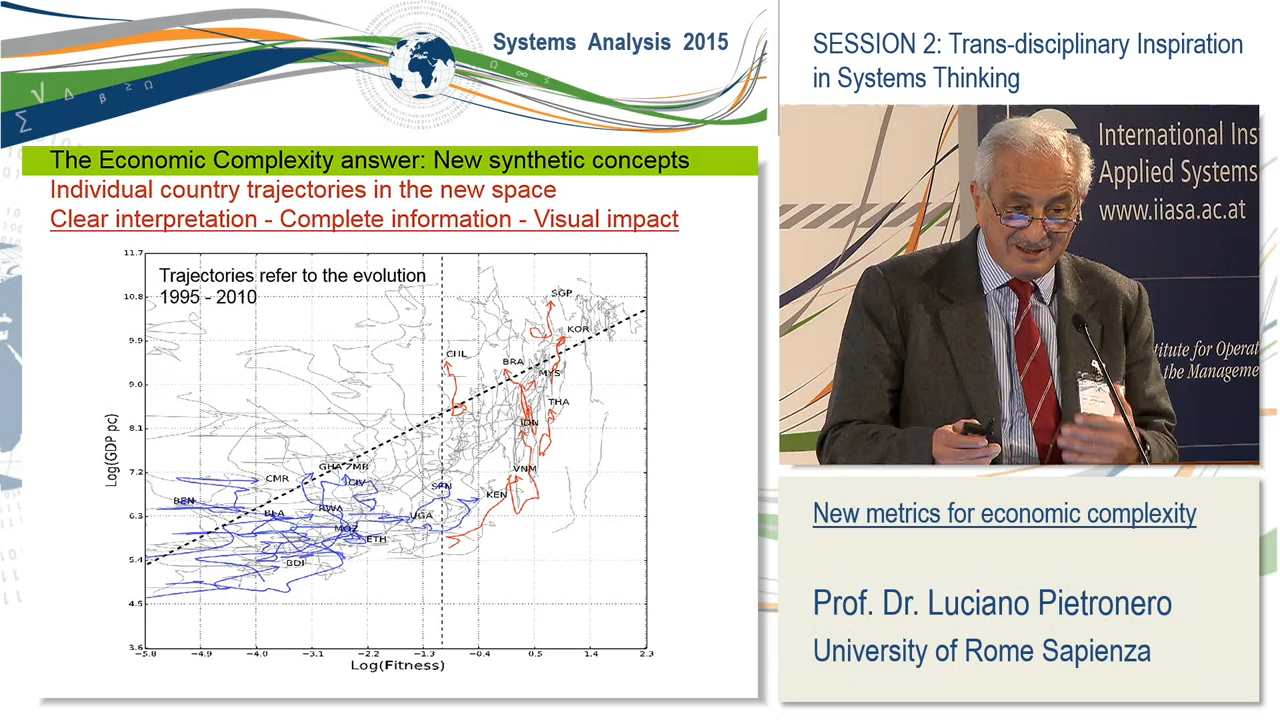 Systems Analysis 2015
SESSION 2: Trans-disciplinary Inspiration
in Systems Thinking
The Economic Complexity answer: New synthetic concepts
Individual country trajectories in the new space
Clear interpretation - Complete information - Visual impact
Trajectories refer to the evolution
1995 - 2010
11.7
10.8
9.9
9.0
8.1
7.2
6.3
5.4
4.5
3.6
Log(GDP pc)
SGP
KOR
CHL
BRA
MYS
THA
IDN
VNM
CMR
CIV
BEN
SEN
KEN
RWA
UGA
MOZ
ETH
BDI
-5.8 -4.9 -4.0 -3.1 -2.2 -1.3 -0.4 0.5 1.4 2.3
Log(Fitness)
International Ins
Applied Systems
www.iiasa.ac.at
itute for Operat
the Manageme
New metrics for economic complexity
Prof. Dr. Luciano Pietronero
University of Rome Sapienza